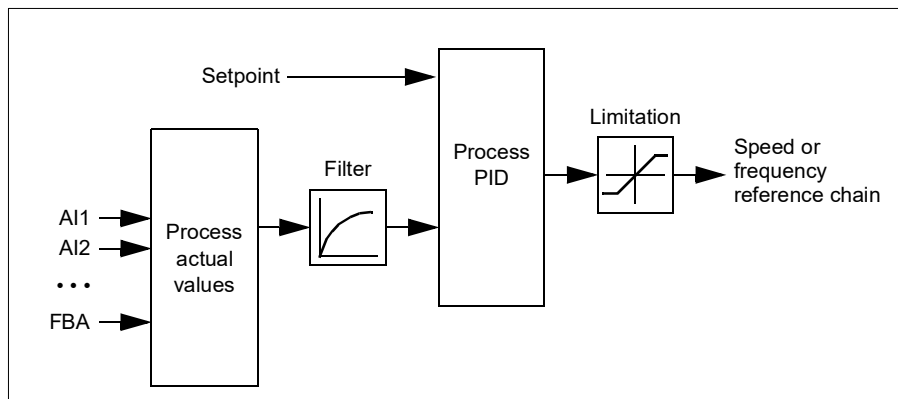 Setpoint
Limitation
Process
PID
Speed or
frequency
reference chain
Filter
AI1
AI2
• • •
FBA
Process
actual
values